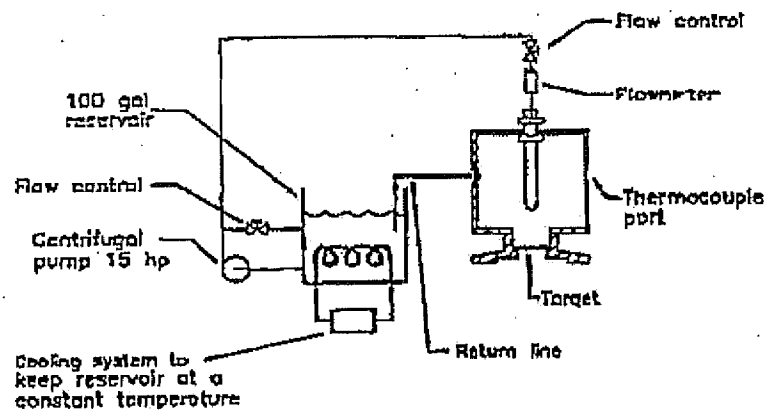 Flow control
Flowmeter
100 gal
reservoir
Flow control
Centrifugal
pump 15 hp
Thermocouple
port
Target
Return line
Cooling system to
keep reservoir at a
constant temperature